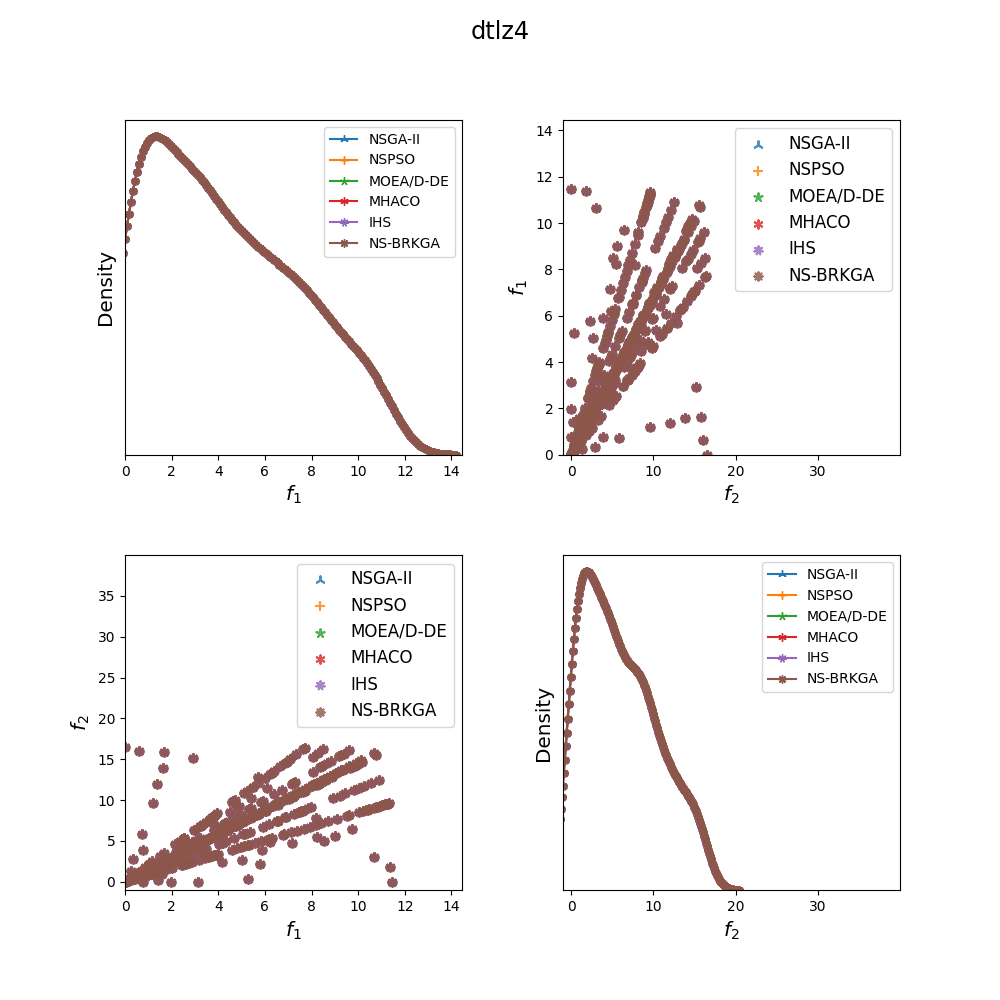 dtlz4
NSGA-II
NSPSO
MOEA/D-DE
MHACO
IHS
NS-BRKGA
Density
0 2 4 6 8 10 12 14
f1
NSGA-II
NSPSO
MOEA/D-DE
MHACO
IHS
NS-BRKGA
14
12
10
8
6
4
2
0
f1
0 10 20 30
f2
NSGA-II
NSPSO
MOEA/D-DE
MHACO
IHS
NS-BRKGA
35
30
25
20
15
10
5
0
f2
0 2 4 6 8 10 12 14
f1
NSGA-II
NSPSO
MOEA/D-DE
MHACO
IHS
NS-BRKGA
Density
0 10 20 30
f2